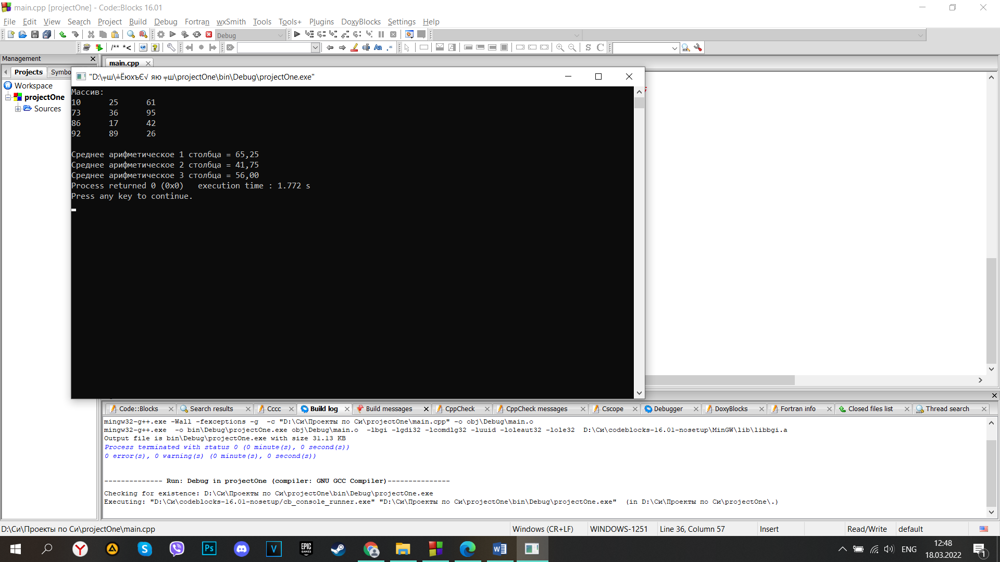 main.cpp [projectOne] - Code::Blocks 16.01
File Edit View Search Project Build Debug Fortran wxSmith Tools Tools+ Plugins DoxyBlocks Settings Help
Debug
/** *<
Aa .* S C
Management
Projects Symbo
Workspace
projectOne
Sources
main.cpp
"D:\╤ш\╧ЁюхъЄ√ яю ╤ш\projectOne\bin\Debug\projectOne.exe"
Массив:
10 25 61
73 36 95
86 17 42
92 89 26
Среднее арифметическое 1 столбца = 65,25
Среднее арифметическое 2 столбца = 41,75
Среднее арифметическое 3 столбца = 56,00
Process returned 0 (0x0) execution time : 1.772 s
Press any key to continue.
Code::Blocks Search results Cccc Build log Build messages CppCheck CppCheck messages Cscope Debugger DoxyBlocks Fortran info Closed files list Thread search
mingw32-g++.exe -Wall -fexceptions -g -c "D:\Си\Проекты по Си\projectOne\main.cpp" -o obj\Debug\main.o
mingw32-g++.exe -o bin\Debug\projectOne.exe obj\Debug\main.o -lbgi -lgdi32 -lcomdlg32 -luuid -loleaut32 -lole32 D:\Си\codeblocks-16.01-nosetup\MinGW\lib\libbgi.a
Output file is bin\Debug\projectOne.exe with size 31.13 KB
Process terminated with status 0 (0 minute(s), 0 second(s))
0 error(s), 0 warning(s) (0 minute(s), 0 second(s))
-------------- Run: Debug in projectOne (compiler: GNU GCC Compiler)---------------
Checking for existence: D:\Си\Проекты по Си\projectOne\bin\Debug\projectOne.exe
Executing: "D:\Си\codeblocks-16.01-nosetup/cb_console_runner.exe" "D:\Си\Проекты по Си\projectOne\bin\Debug\projectOne.exe" (in D:\Си\Проекты по Си\projectOne\.)
D:\Си\Проекты по Си\projectOne\main.cpp Windows (CR+LF) WINDOWS-1251 Line 36, Column 57 Insert Read/Write default
Ps V EPIC GAMES ENG
12:48
18.03.2022
1